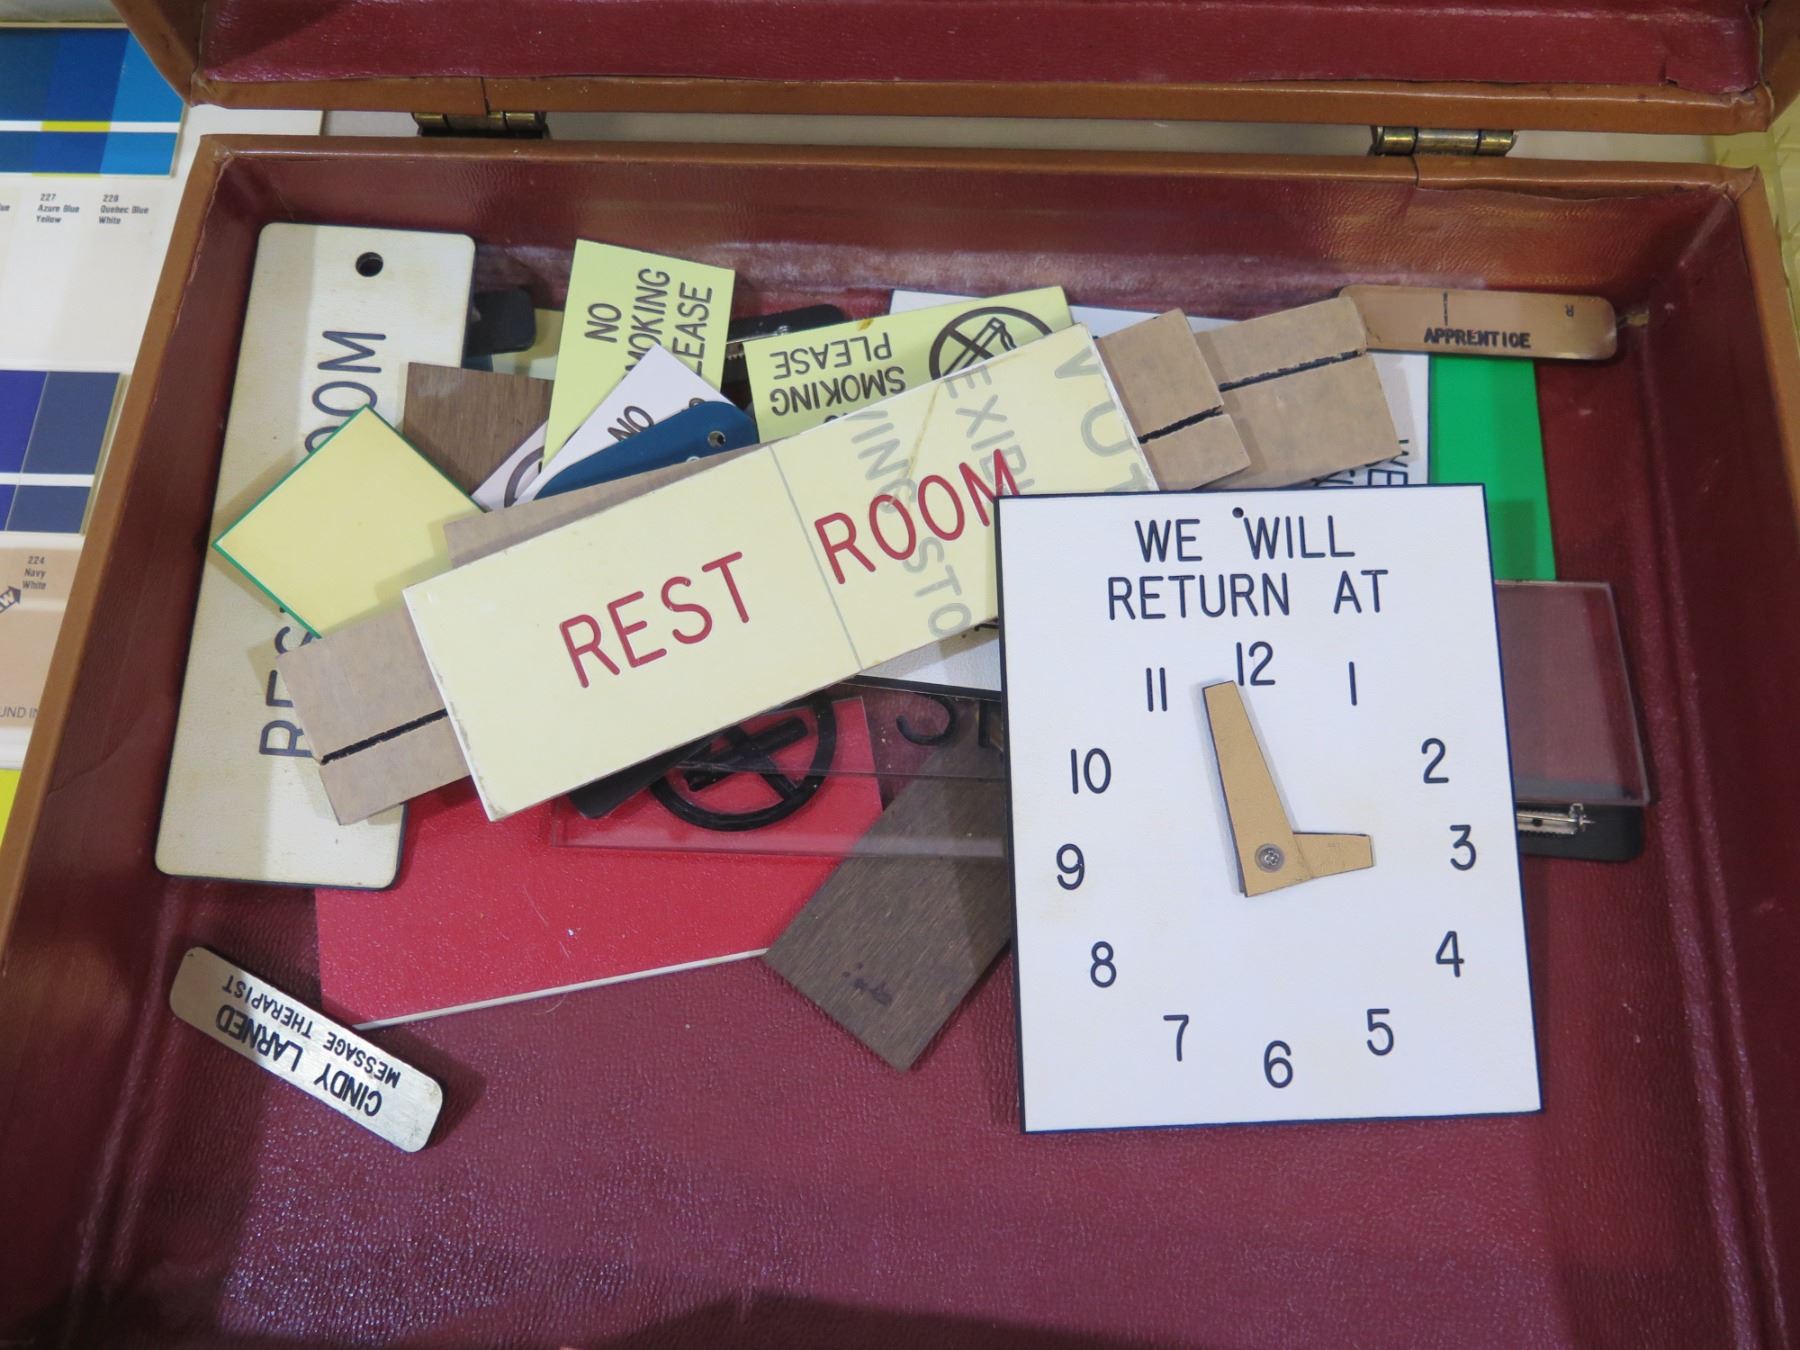 227
Azure Blue
Yellow
228
Quebec Blue
White
224
Navy
White
ROOM
NO
SMOKING
PLEASE
NO
SMOKING
PLEASE
NO
APPRENTICE
REST ROOM
WE WILL
RETURN AT
12
11
1
10
2
9
3
8
4
7
5
6
CINDY LARNED
MESSAGE THERAPIST